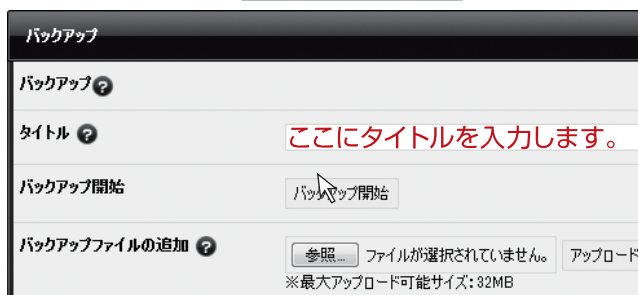 バックアップ
バックアップ
タイトル ここにタイトルを入力します。
バックアップ開始 バックアップ開始
バックアップファイルの追加 参照... ファイルが選択されていません。 アップロード
※最大アップロード可能サイズ:32MB